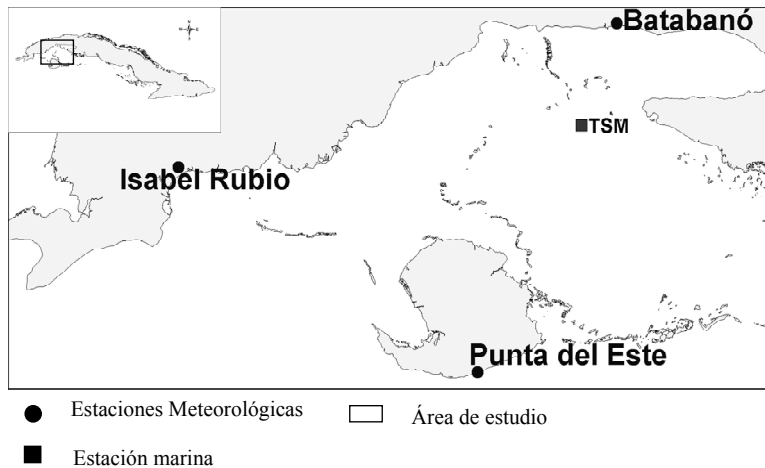 Batabanó
TSM
Isabel Rubio
Punta del Este
Estaciones Meteorológicas
Área de estudio
Estación marina